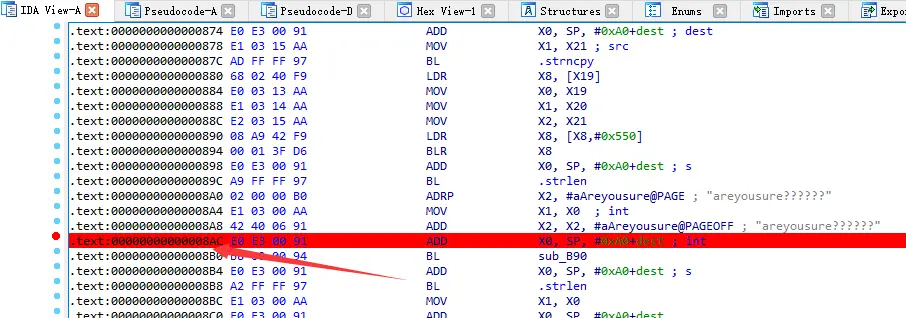 IDA View-A Pseudocode-A Pseudocode-D Hex View-1 Structures Enums Imports Expor
.text:0000000000000874 E0 E3 00 91 ADD X0, SP, #0xA0+dest ; dest
.text:0000000000000878 E1 03 15 AA MOV X1, X21 ; src
.text:000000000000087C AD FF FF 97 BL .strncpy
.text:0000000000000880 68 02 40 F9 LDR X8, [X19]
.text:0000000000000884 E0 03 13 AA MOV X0, X19
.text:0000000000000888 E1 03 14 AA MOV X1, X20
.text:000000000000088C E2 03 15 AA MOV X2, X21
.text:0000000000000890 08 A9 42 F9 LDR X8, [X8,#0x550]
.text:0000000000000894 00 01 3F D6 BLR X8
.text:0000000000000898 E0 E3 00 91 ADD X0, SP, #0xA0+dest ; s
.text:000000000000089C A9 FF FF 97 BL .strlen
.text:00000000000008A0 02 00 00 B0 ADRP X2, #aAreyousure@PAGE ; "areyousure??????"
.text:00000000000008A4 E1 03 00 AA MOV X1, X0 ; int
.text:00000000000008A8 42 40 06 91 ADD X2, X2, #aAreyousure@PAGEOFF ; "areyousure??????"
.text:00000000000008AC E0 E3 00 91 ADD X0, SP, #0xA0+dest ; int
.text:00000000000008B0 00 94 BL sub_B90
.text:00000000000008B4 E0 E3 00 91 ADD X0, SP, #0xA0+dest ; s
.text:00000000000008B8 A2 FF FF 97 BL .strlen
.text:00000000000008BC E1 03 00 AA MOV X1, X0
.text:00000000000008C0 E0 E3 00 91 ADD X0, SP, #0xA0+dest